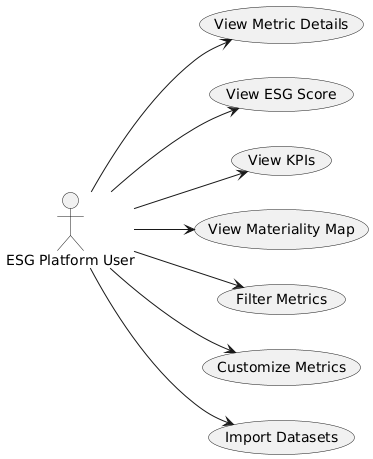 View Metric Details
View ESG Score
View KPIs
View Materiality Map
ESG Platform User
Filter Metrics
Customize Metrics
Import Datasets